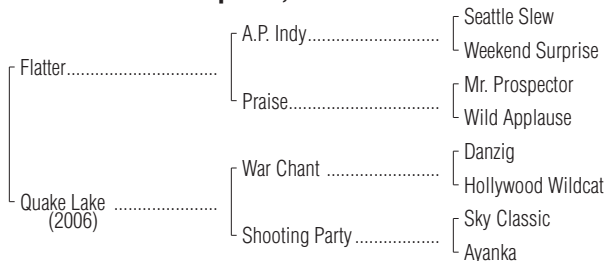 Seattle Slew
A.P. Indy
Weekend Surprise
Flatter
Mr. Prospector
Praise
Wild Applause
Danzig
War Chant
Hollywood Wildcat
Quake Lake
(2006)
Sky Classic
Shooting Party
Ayanka